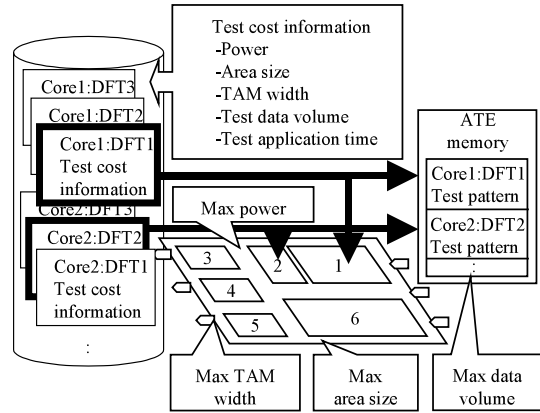 Test cost information
-Power
-Area size
-TAM width
-Test data volume
-Test application time
Core1:DFT3
Core1:DFT2
Core1:DFT1
Test cost
information
Core2:DFT3
Core2:DFT2
Core2:DFT1
Test cost
information
:
ATE
memory
Core1:DFT1
Test pattern
Core2:DFT2
Test pattern
:
Max power
3
2
1
4
5
6
Max TAM
width
Max
area size
Max data
volume